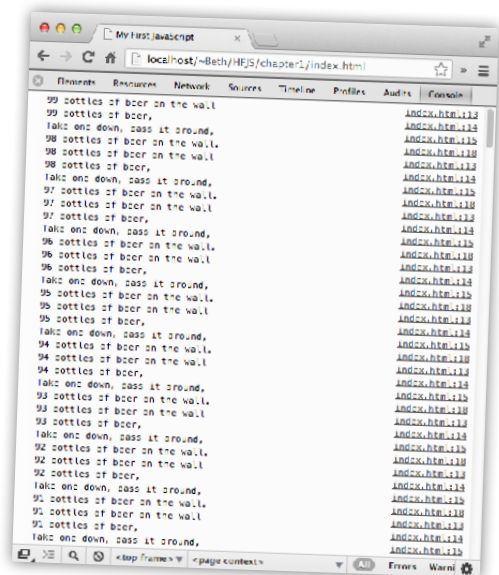 My First JavaScript
localhost/~Beth/HFJS/chapter1/index.html
Elements Resources Network Sources Timeline Profiles Audits Console
99 bottles of beer on the wall index.html:13
99 bottles of beer, index.html:14
Take one down, pass it around, index.html:15
98 bottles of beer on the wall. index.html:18
98 bottles of beer on the wall index.html:13
98 bottles of beer, index.html:14
Take one down, pass it around, index.html:15
97 bottles of beer on the wall. index.html:18
97 bottles of beer on the wall index.html:13
97 bottles of beer, index.html:14
Take one down, pass it around, index.html:15
96 bottles of beer on the wall. index.html:18
96 bottles of beer on the wall index.html:13
96 bottles of beer, index.html:14
Take one down, pass it around, index.html:15
95 bottles of beer on the wall. index.html:18
95 bottles of beer on the wall index.html:13
95 bottles of beer, index.html:14
Take one down, pass it around, index.html:15
94 bottles of beer on the wall. index.html:18
94 bottles of beer on the wall index.html:13
94 bottles of beer, index.html:14
Take one down, pass it around, index.html:15
93 bottles of beer on the wall. index.html:18
93 bottles of beer on the wall index.html:13
93 bottles of beer, index.html:14
Take one down, pass it around, index.html:15
92 bottles of beer on the wall. index.html:18
92 bottles of beer on the wall index.html:13
92 bottles of beer, index.html:14
Take one down, pass it around, index.html:15
91 bottles of beer on the wall. index.html:18
91 bottles of beer on the wall index.html:13
91 bottles of beer, index.html:14
Take one down, pass it around, index.html:15
<top frame> <page context> All Errors Warni